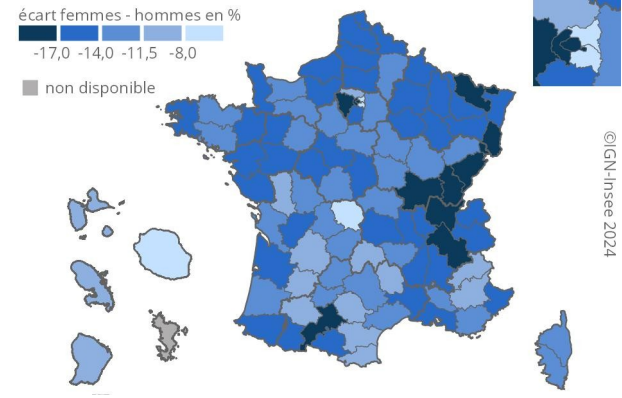 écart femmes - hommes en %
-17,0 -14,0 -11,5 -8,0
non disponible
©IGN-Insee 2024